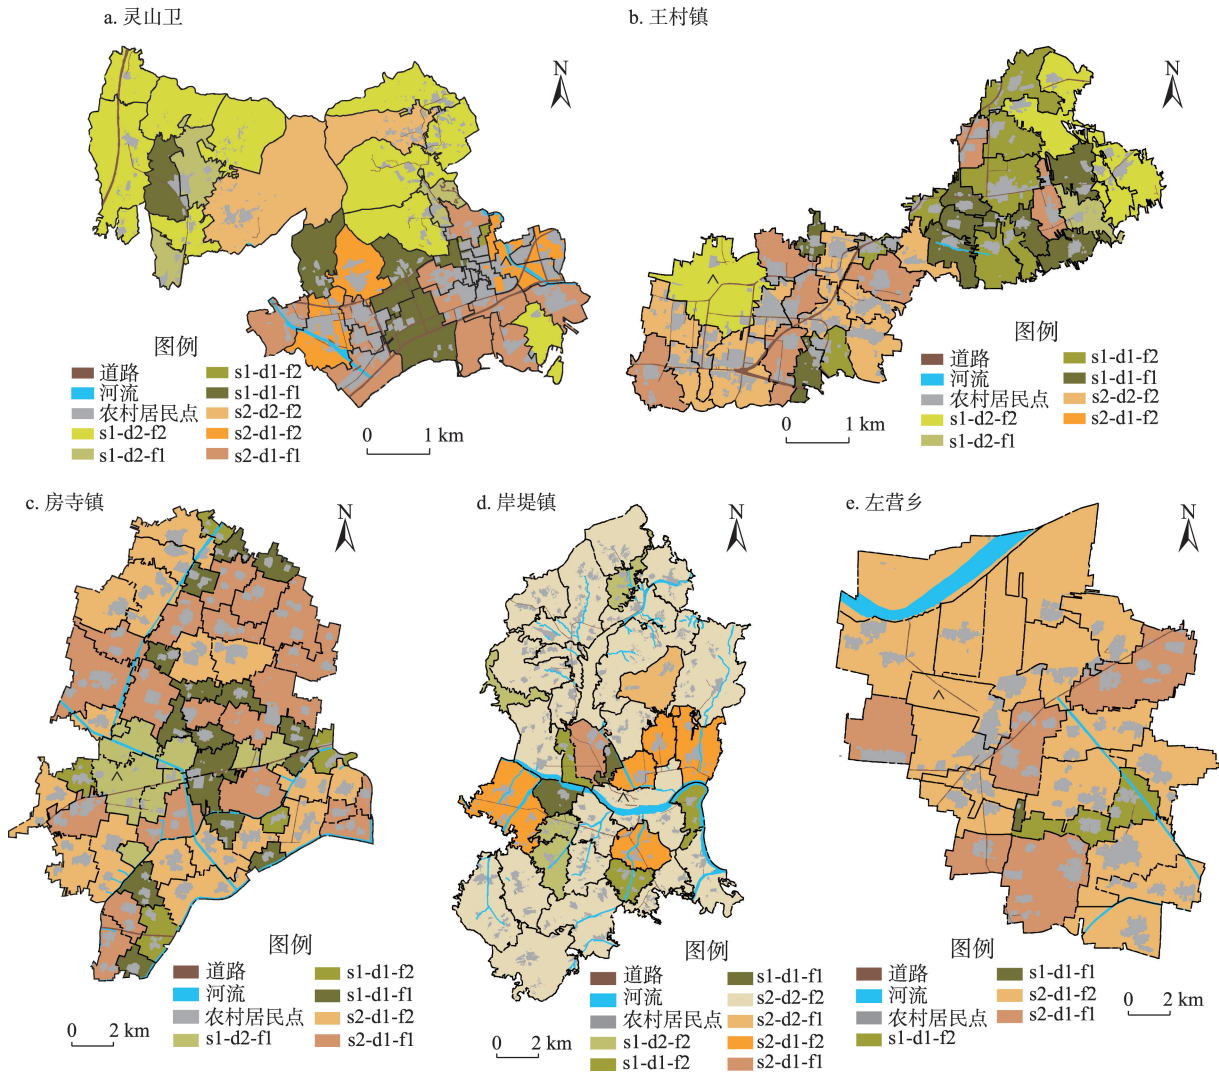 a. 灵山卫
N
图例
道路
河流
农村居民点
s1-d2-f2
s1-d2-f1
s1-d1-f2
s1-d1-f1
s2-d2-f2
s2-d1-f2
s2-d1-f1
0 1 km
b. 王村镇
N
图例
道路
河流
农村居民点
s1-d2-f2
s1-d2-f1
s1-d1-f2
s1-d1-f1
s2-d2-f2
s2-d1-f2
0 1 km
c. 房寺镇
N
图例
道路
河流
农村居民点
s1-d2-f1
s1-d1-f2
s1-d1-f1
s2-d1-f2
s2-d1-f1
0 2 km
d. 岸堤镇
N
图例
道路
河流
农村居民点
s1-d2-f2
s1-d1-f2
s1-d1-f1
s2-d2-f2
s2-d2-f1
s2-d1-f2
s2-d1-f1
0 2 km
e. 左营乡
N
图例
道路
河流
农村居民点
s1-d1-f2
s1-d1-f1
s2-d1-f2
s2-d1-f1
0 2 km